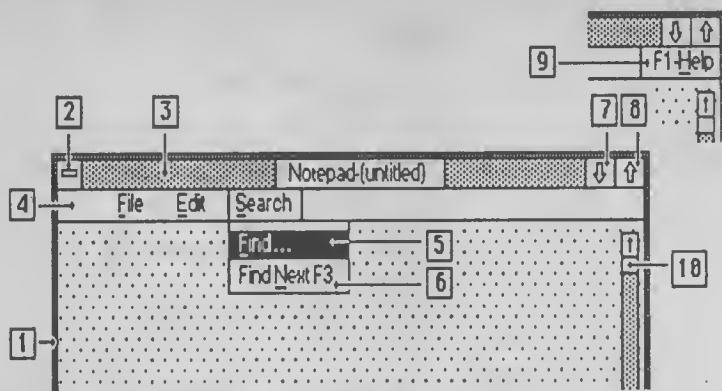 9
F1-Help
2
3
7
8
Notepad-(untitled)
4
File Edit Search
Find...
5
10
Find Next F3
6
1